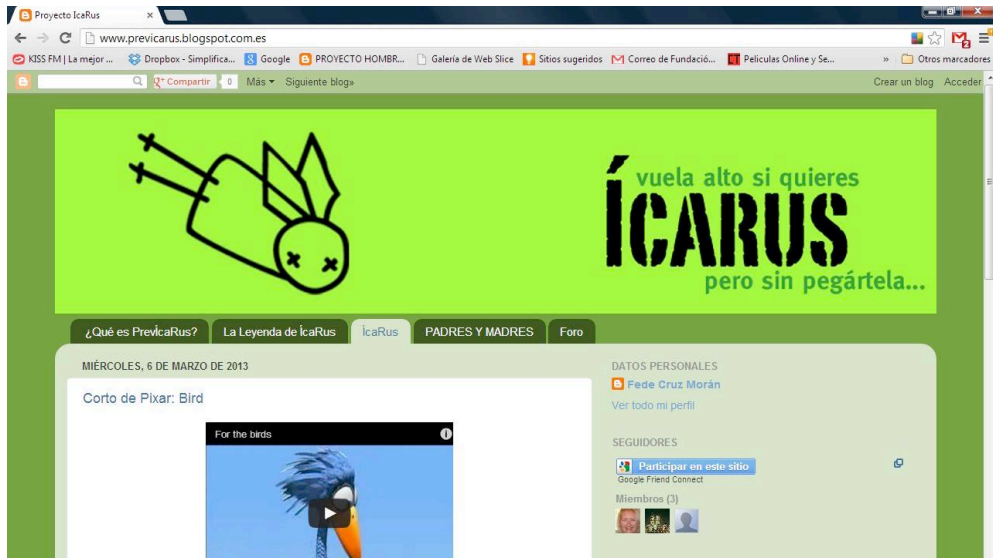 Proyecto IcaRus
www.previcarus.blogspot.com.es
KISS FM | La mejor ... Dropbox - Simplifica... Google PROYECTO HOMBR... Galería de Web Slice Sitios sugeridos Correo de Fundació... Peliculas Online y Se... » Otros marcadores
Compartir 0 Más Siguiente blog» Crear un blog Acceder
vuela alto si quieres
ÍCARUS
pero sin pegártela...
¿Qué es PrevÍcaRus? La Leyenda de ÍcaRus ÍcaRus PADRES Y MADRES Foro
MIÉRCOLES, 6 DE MARZO DE 2013
Corto de Pixar: Bird
For the birds
DATOS PERSONALES
Fede Cruz Morán
Ver todo mi perfil
SEGUIDORES
Participar en este sitio
Google Friend Connect
Miembros (3)